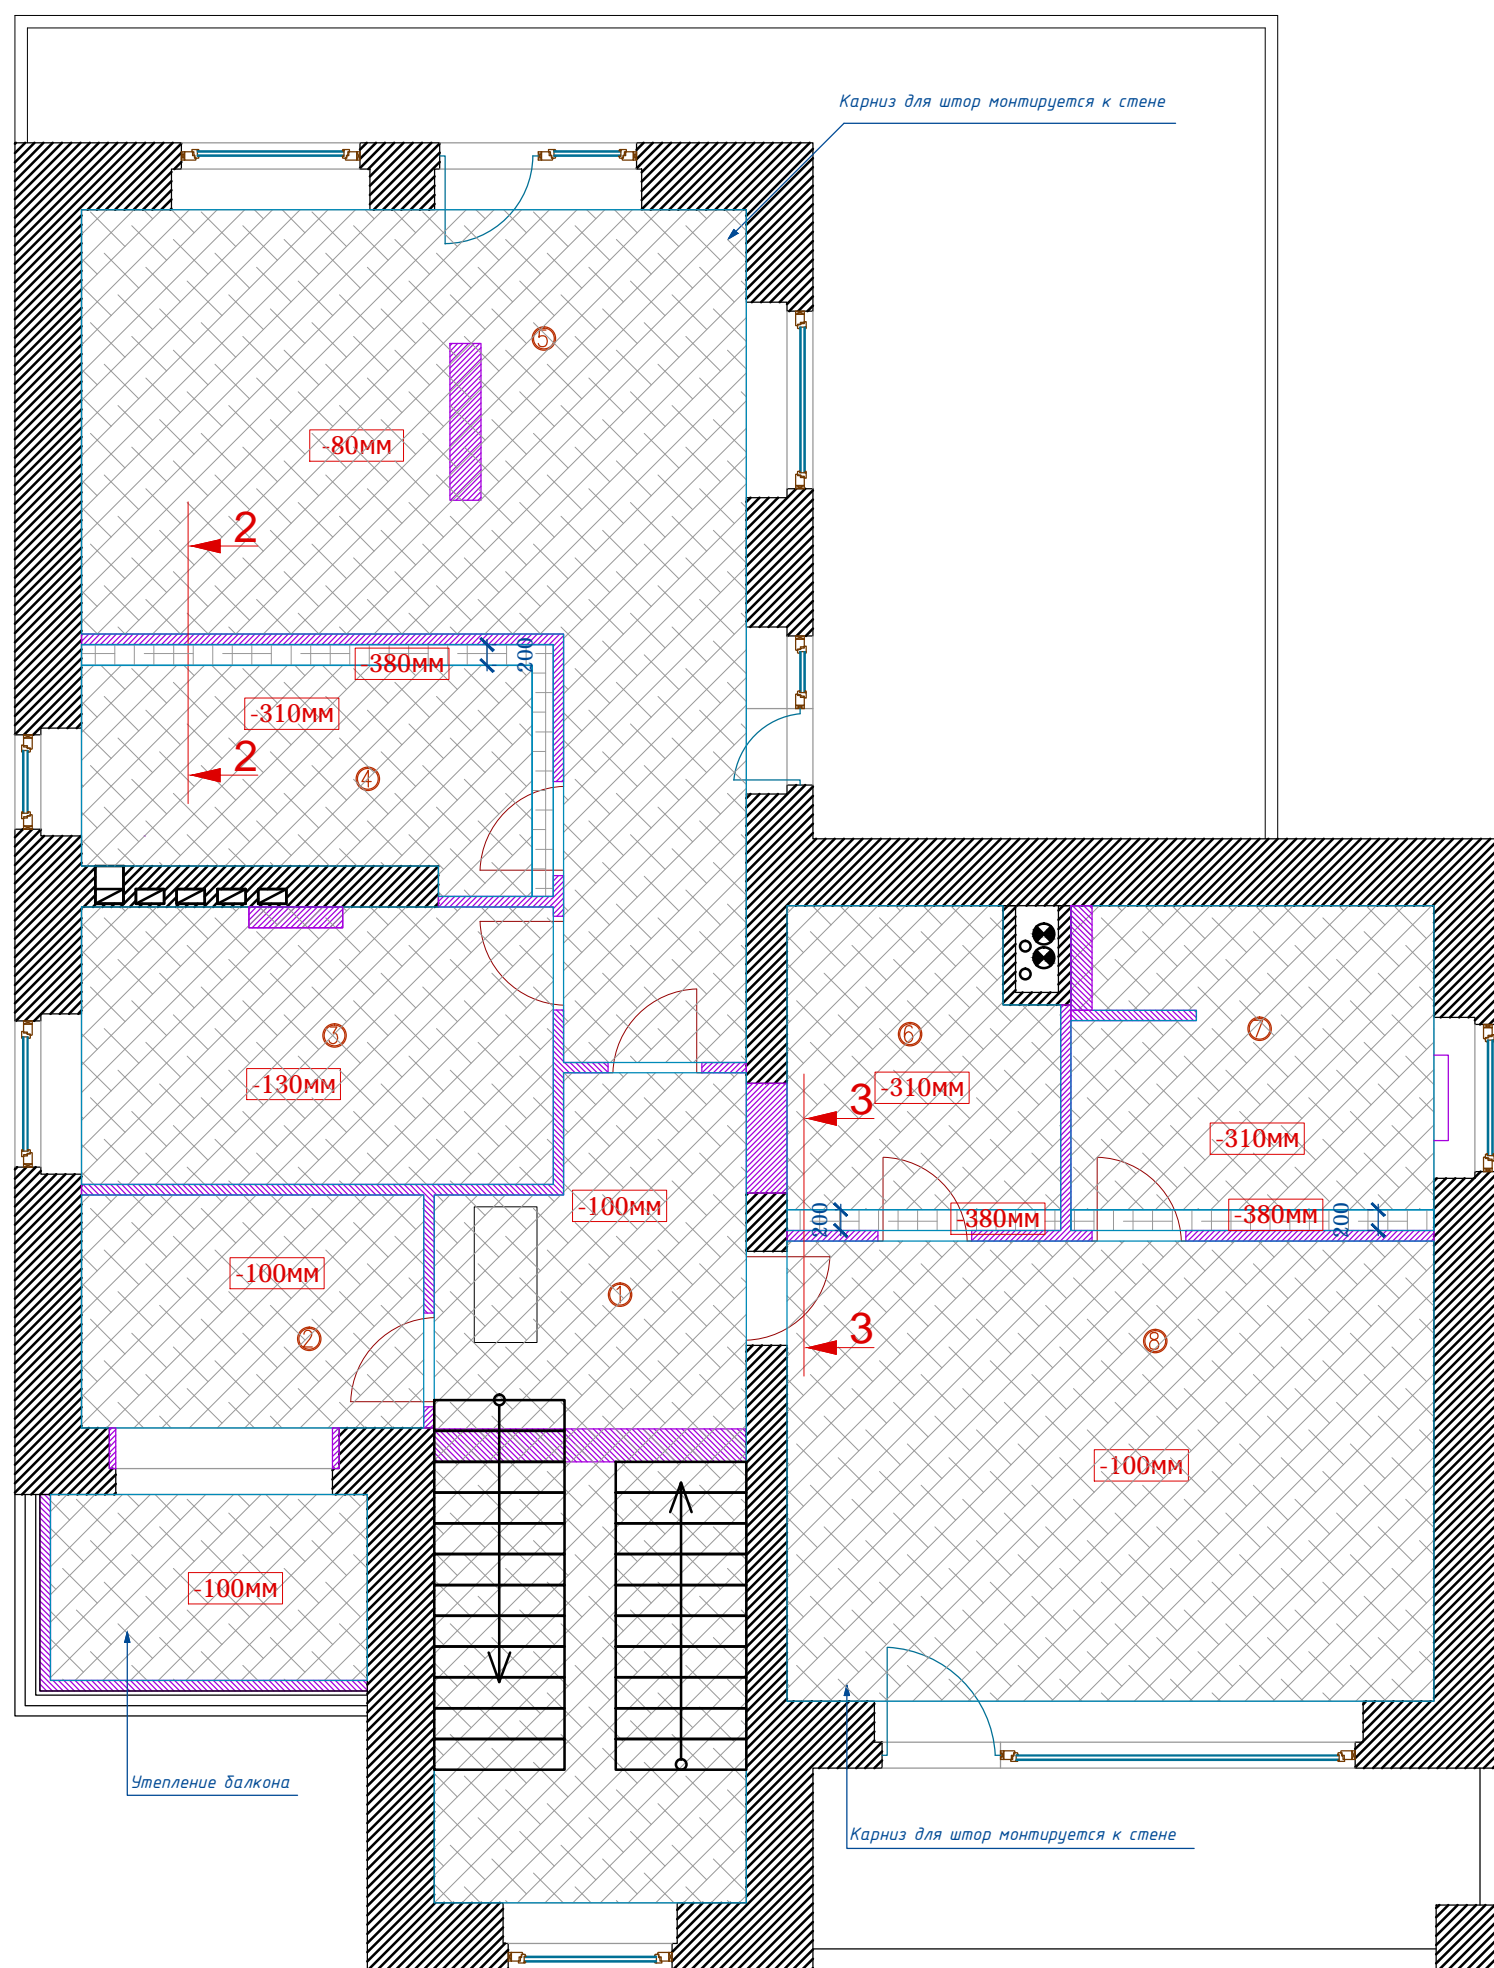 Карниз для штор монтируется к стене
5
-80мм
2
200
-380мм
-310мм
2
4
3
6
7
-130мм
-310мм
3
-310мм
-100мм
200
-380мм
-380мм
200
-100мм
1
2
3
8
-100мм
-100мм
Утепление балкона
Карниз для штор монтируется к стене